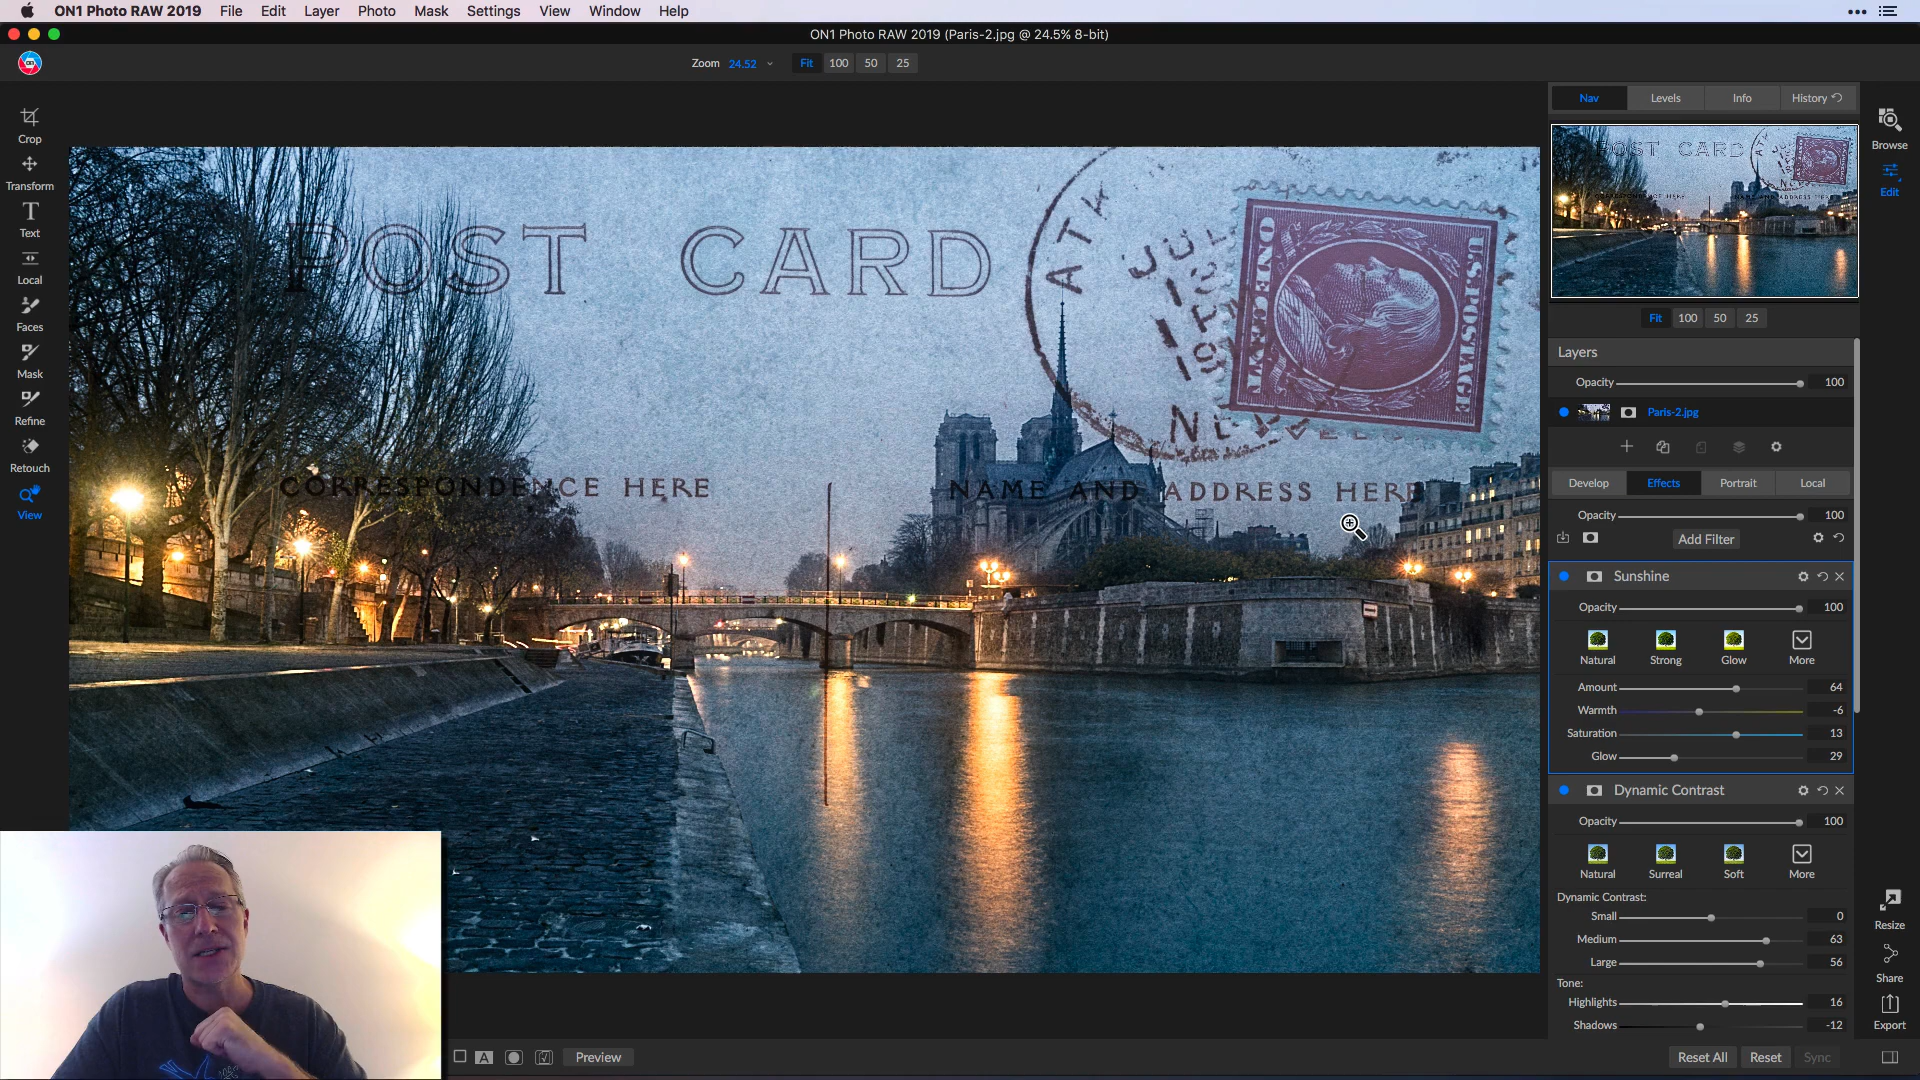 ON1 Photo RAW 2019 File Edit Layer Photo Mask Settings View Window Help
ON1 Photo RAW 2019 (Paris-2.jpg @ 24.5% 8-bit)
Zoom 24.52 Fit 100 50 25
Crop
Transform
Text
Local
Faces
Mask
Refine
Retouch
View
POST CARD
ATK
JUL
ONE CENT
U.S. POSTAGE
CORRESPONDENCE HERE
NAME AND ADDRESS HERE
Nav Levels Info History
POST CARD
Fit 100 50 25
Layers
Opacity 100
Paris-2.jpg
Develop Effects Portrait Local
Opacity 100
Add Filter
Sunshine
Opacity 100
Natural Strong Glow More
Amount 64
Warmth -6
Saturation 13
Glow 29
Dynamic Contrast
Opacity 100
Natural Surreal Soft More
Dynamic Contrast:
Small 0
Medium 63
Large 56
Tone:
Highlights 16
Shadows -12
Browse
Edit
Resize
Share
Export
A Preview
Reset All Reset Sync